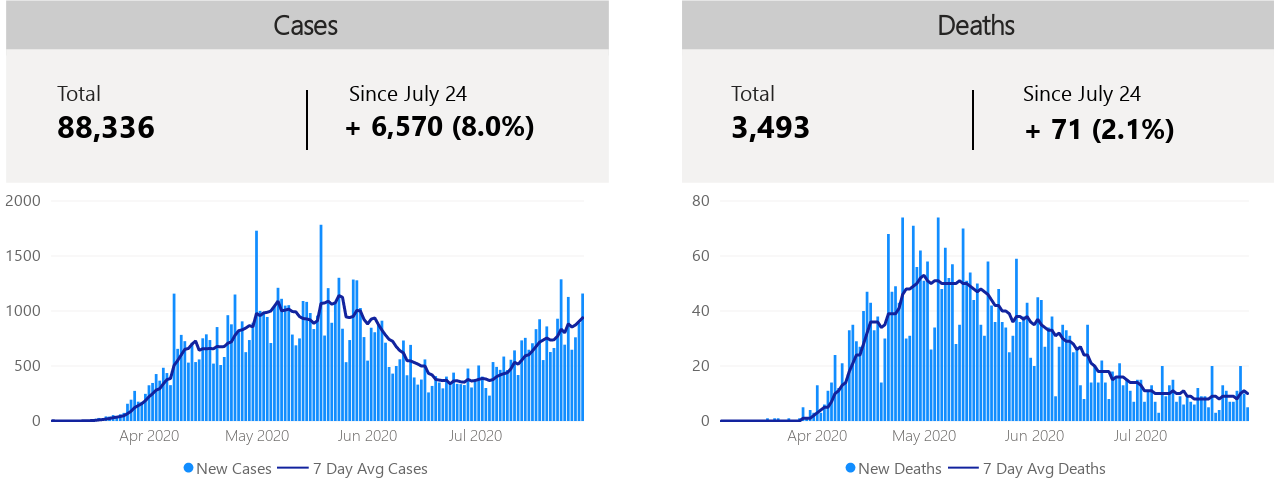 Cases
Total
88,336
Since July 24
+ 6,570 (8.0%)
2000
1500
1000
500
0
Apr 2020 May 2020 Jun 2020 Jul 2020
New Cases 7 Day Avg Cases
Deaths
Total
3,493
Since July 24
+ 71 (2.1%)
80
60
40
20
0
Apr 2020 May 2020 Jun 2020 Jul 2020
New Deaths 7 Day Avg Deaths